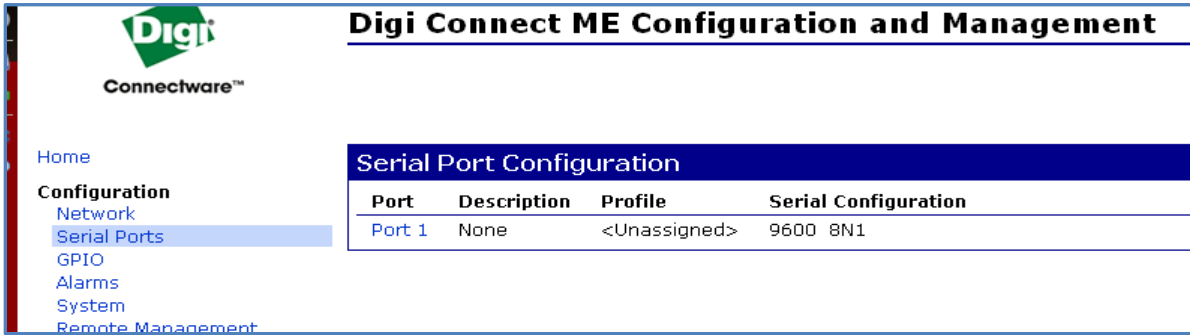 Digi
Connectware™
Digi Connect ME Configuration and Management
Home
Configuration
Network
Serial Ports
GPIO
Alarms
System
Remote Management
Serial Port Configuration
Port Description Profile Serial Configuration
Port 1 None <Unassigned> 9600 8N1